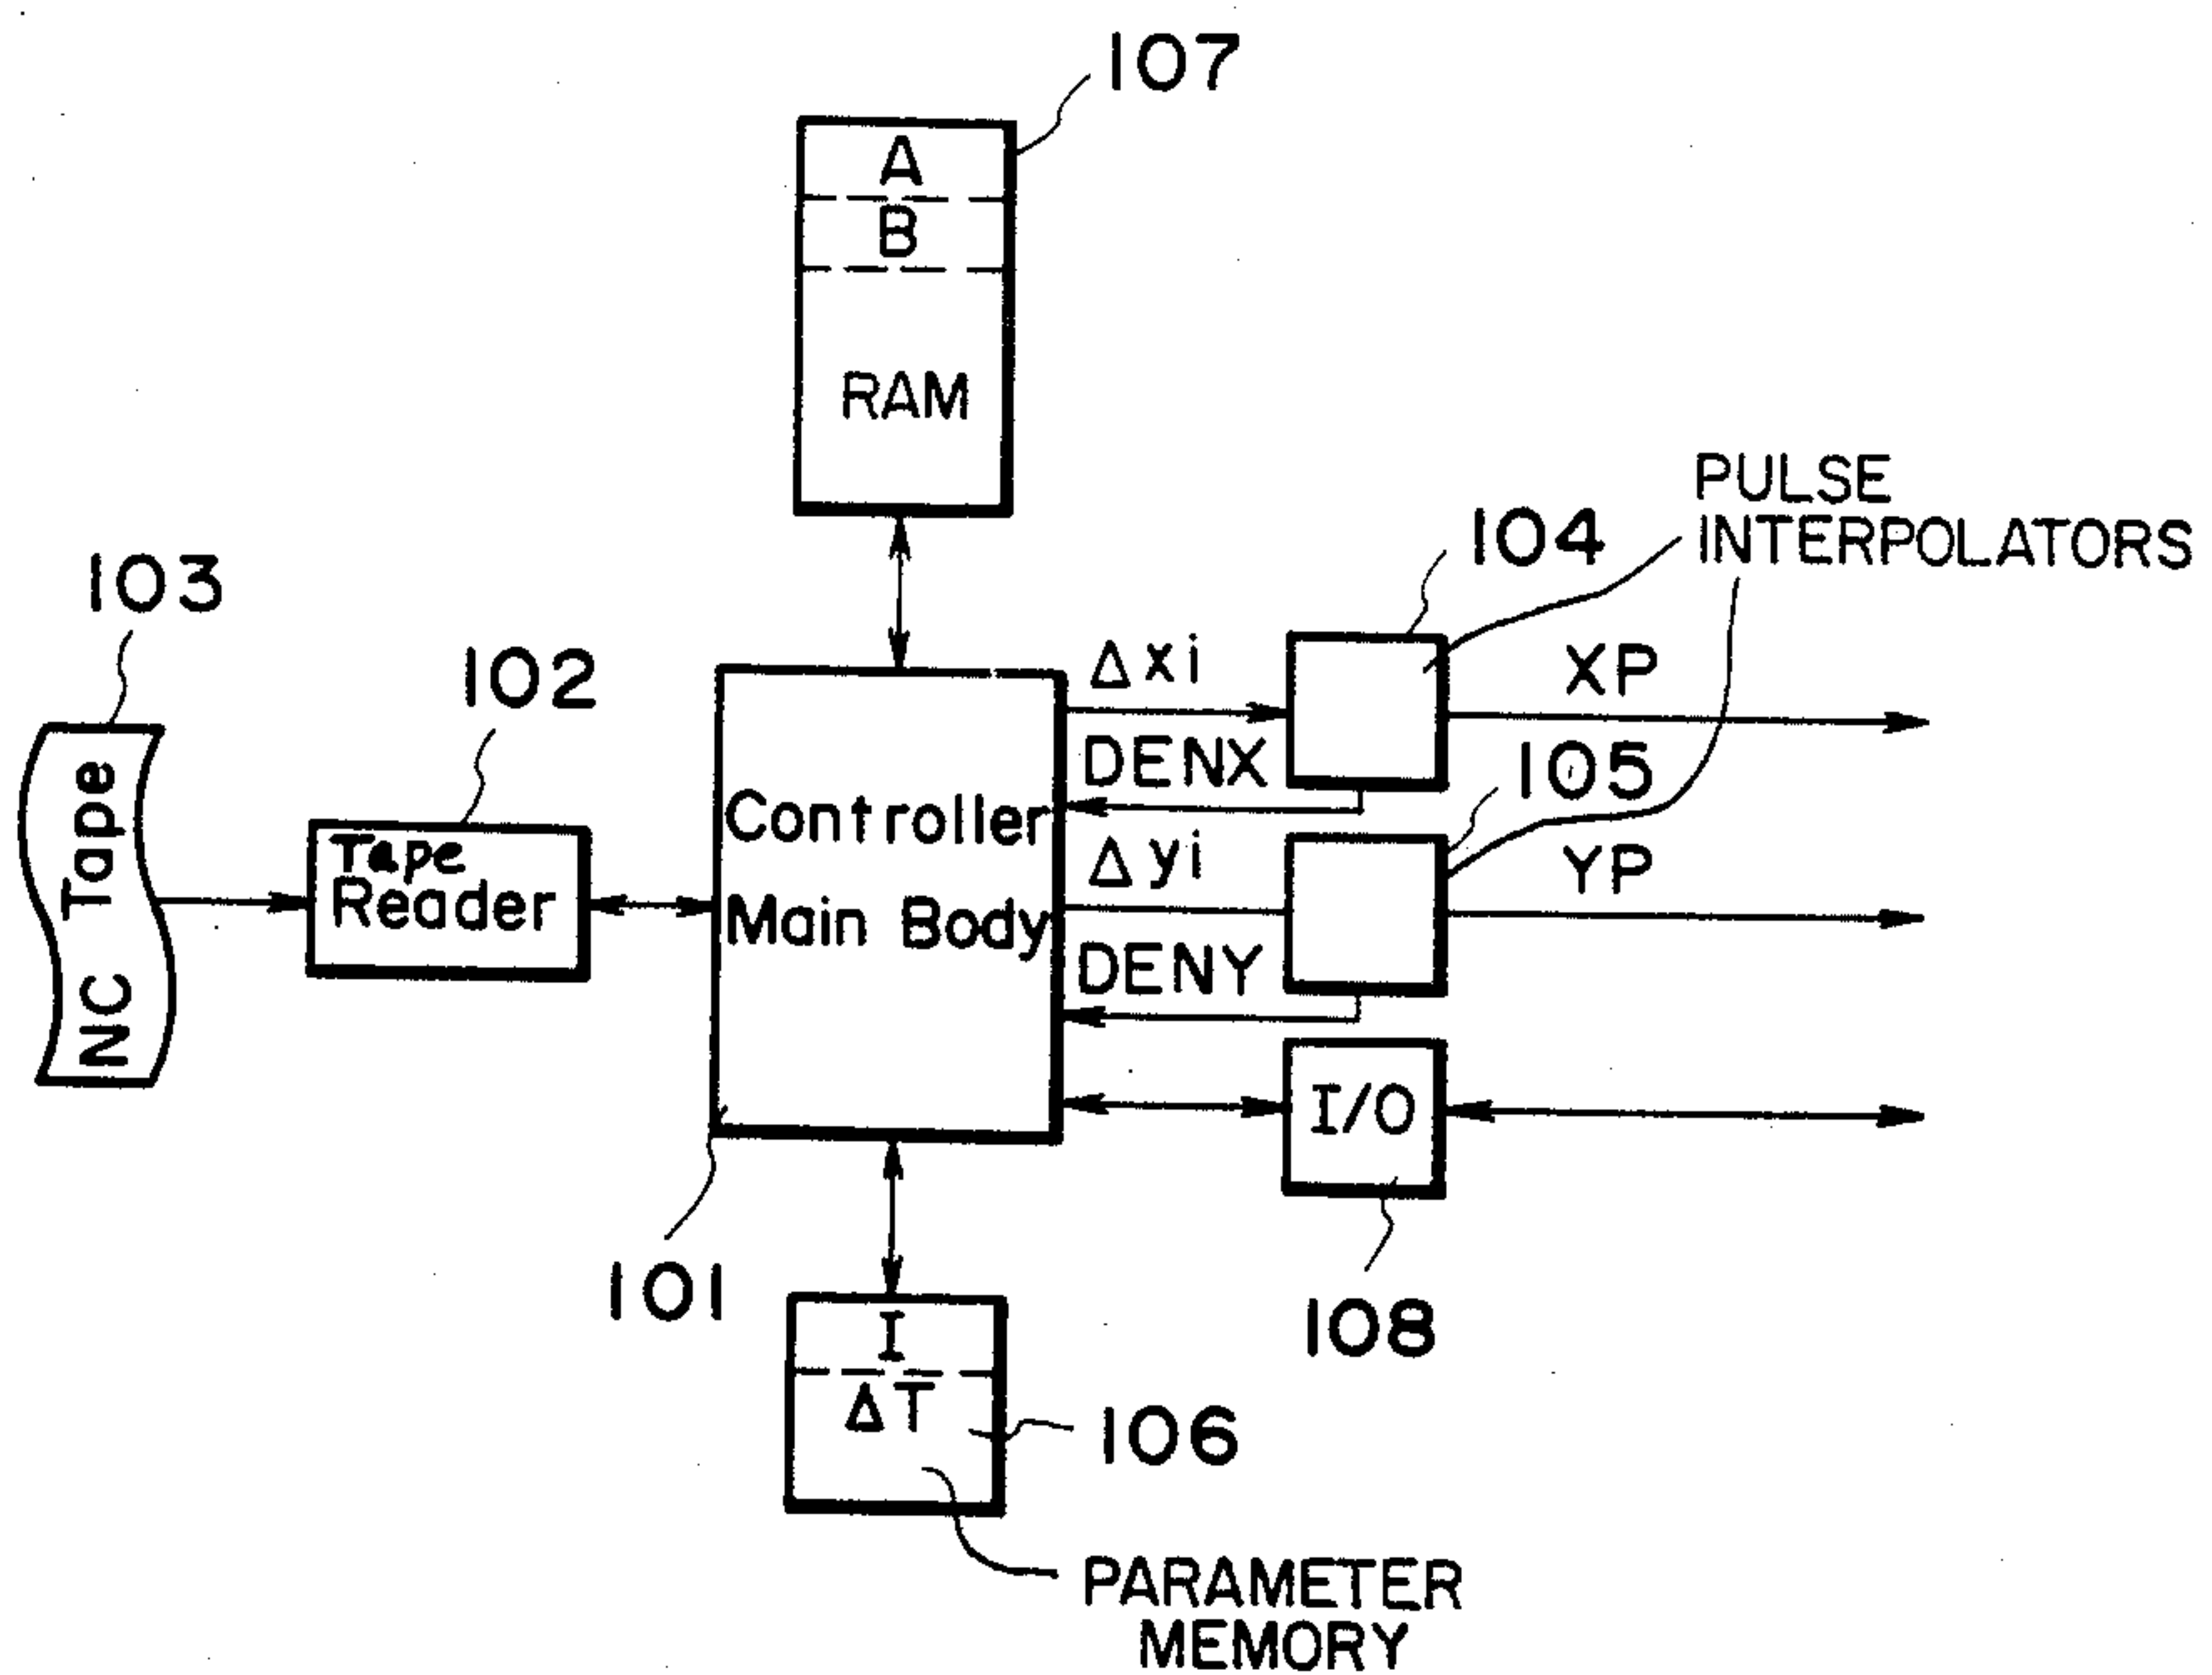 107
A
B
RAM
PULSE
INTERPOLATORS
104
103
102
Δxi
XP
DENX
105
NC Tape
Tape
Reader
Controller
Main Body
Δyi
YP
DENY
I/O
101
108
I
ΔT
106
PARAMETER
MEMORY